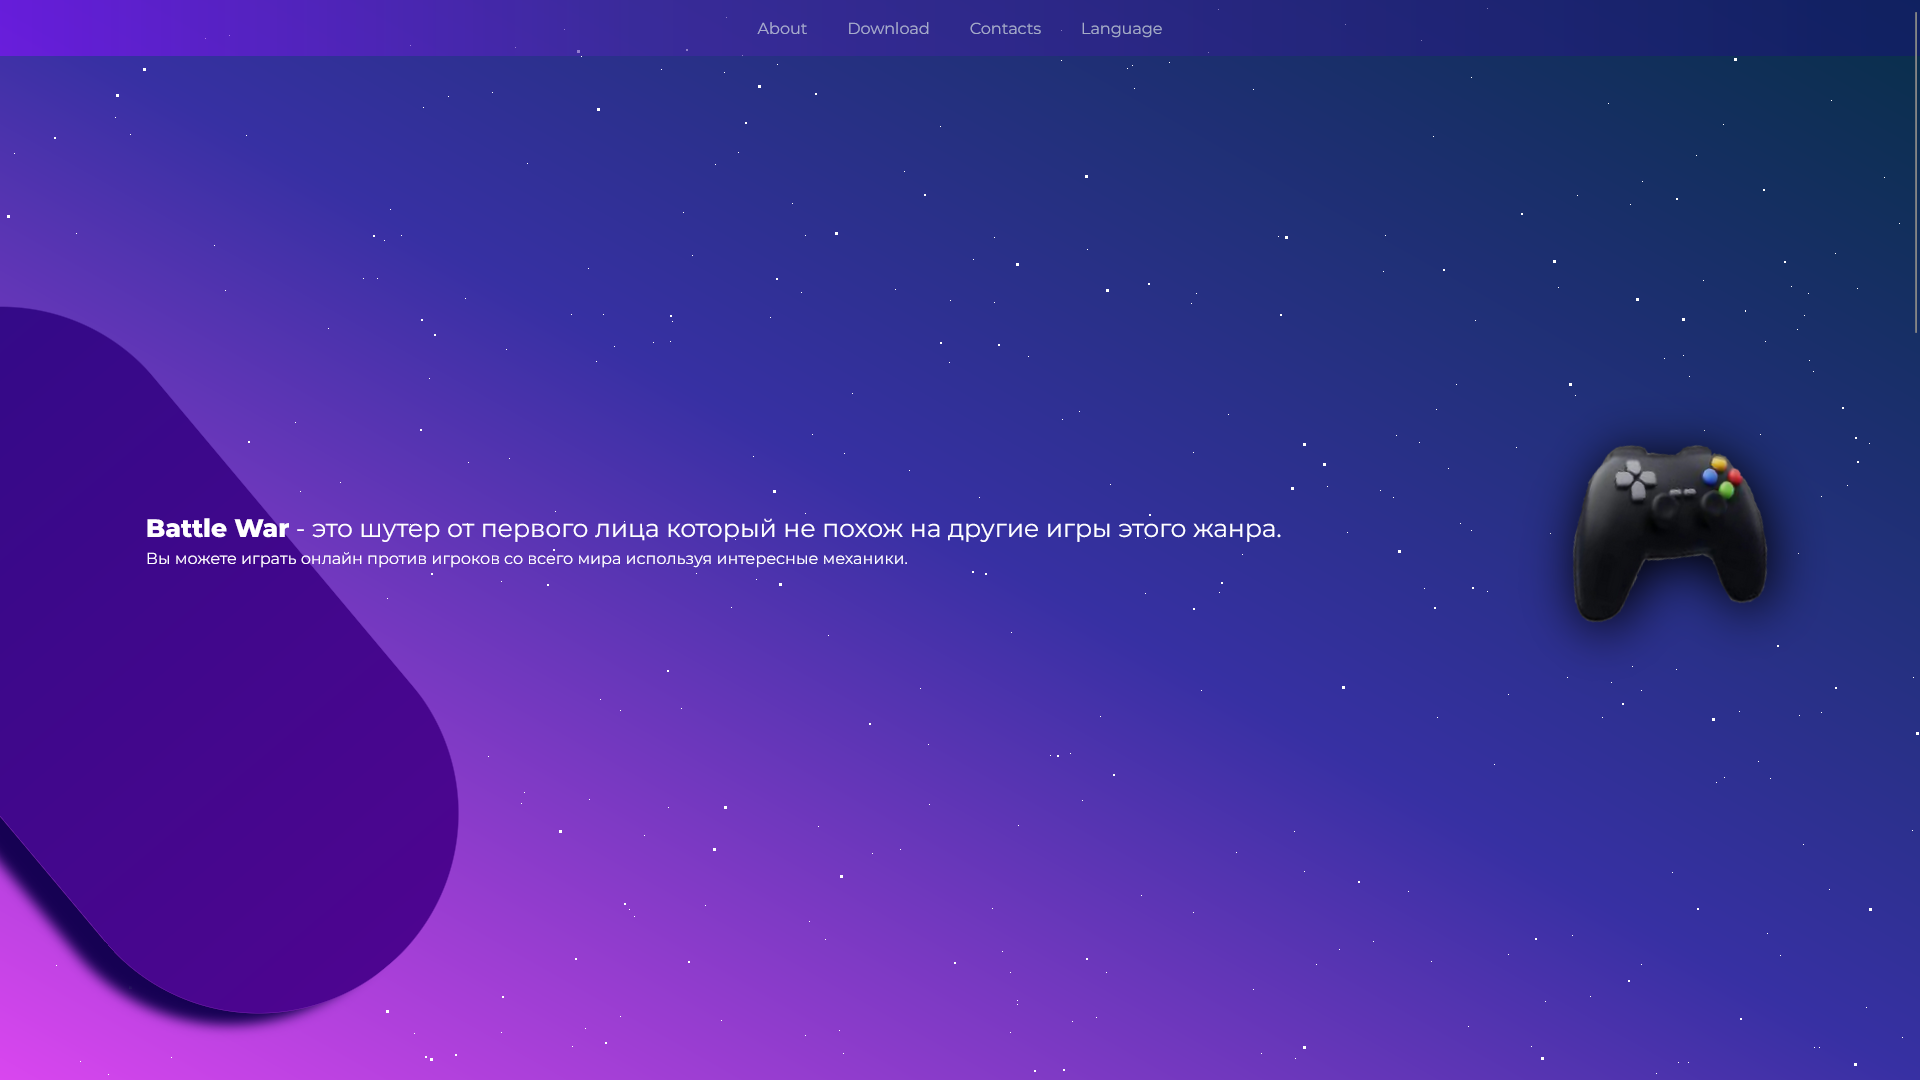 About Download Contacts Language
Battle War - это шутер от первого лица который не похож на другие игры этого жанра.
Вы можете играть онлайн против игроков со всего мира используя интересные механики.